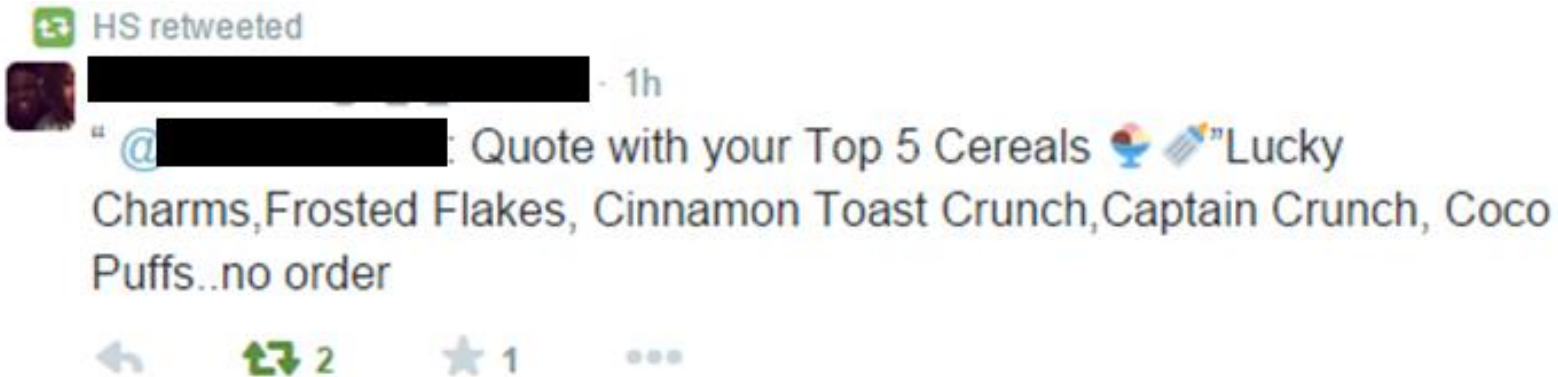 HS retweeted
· 1h
“ @: Quote with your Top 5 Cereals 🍨🍼”Lucky
Charms,Frosted Flakes, Cinnamon Toast Crunch,Captain Crunch, Coco
Puffs..no order
2 1